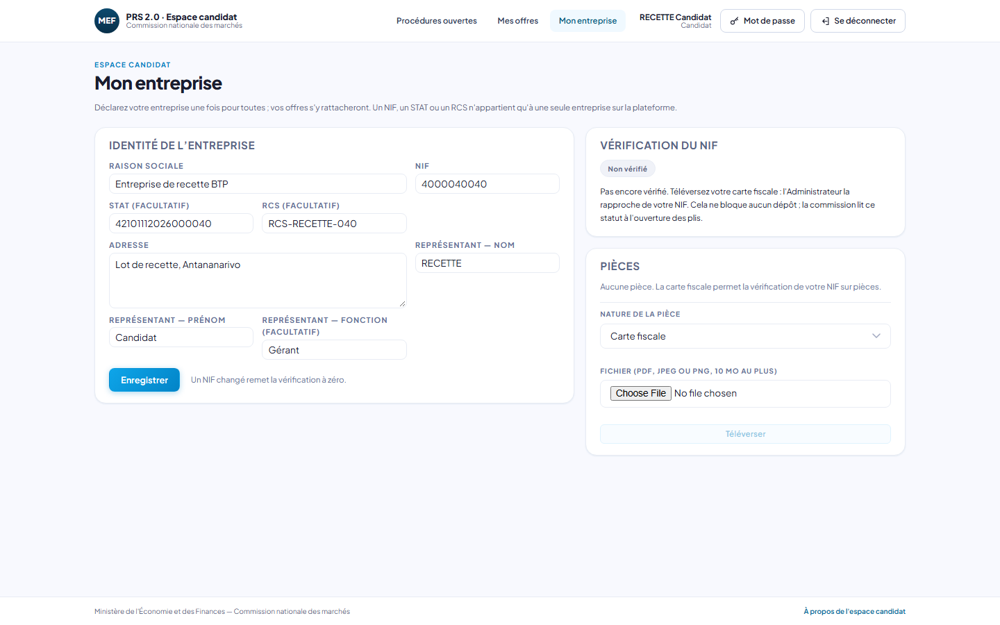 MEF
PRS 2.0 · Espace candidat
Commission nationale des marchés
Procédures ouvertes
Mes offres
Mon entreprise
RECETTE Candidat
Candidat
Mot de passe
Se déconnecter
ESPACE CANDIDAT
Mon entreprise
Déclarez votre entreprise une fois pour toutes ; vos offres s'y rattacheront. Un NIF, un STAT ou un RCS n'appartient qu'à une seule entreprise sur la plateforme.
IDENTITÉ DE L'ENTREPRISE
RAISON SOCIALE
Entreprise de recette BTP
NIF
4000040040
STAT (FACULTATIF)
42101112026000040
RCS (FACULTATIF)
RCS-RECETTE-040
ADRESSE
Lot de recette, Antananarivo
REPRÉSENTANT — NOM
RECETTE
REPRÉSENTANT — PRÉNOM
Candidat
REPRÉSENTANT — FONCTION
(FACULTATIF)
Gérant
Enregistrer
Un NIF changé remet la vérification à zéro.
VÉRIFICATION DU NIF
Non vérifié
Pas encore vérifié. Téléversez votre carte fiscale : l'Administrateur la
rapproche de votre NIF. Cela ne bloque aucun dépôt ; la commission lit ce
statut à l'ouverture des plis.
PIÈCES
Aucune pièce. La carte fiscale permet la vérification de votre NIF sur pièces.
NATURE DE LA PIÈCE
Carte fiscale
FICHIER (PDF, JPEG OU PNG, 10 MO AU PLUS)
Choose File No file chosen
Téléverser
Ministère de l'Économie et des Finances — Commission nationale des marchés
À propos de l'espace candidat